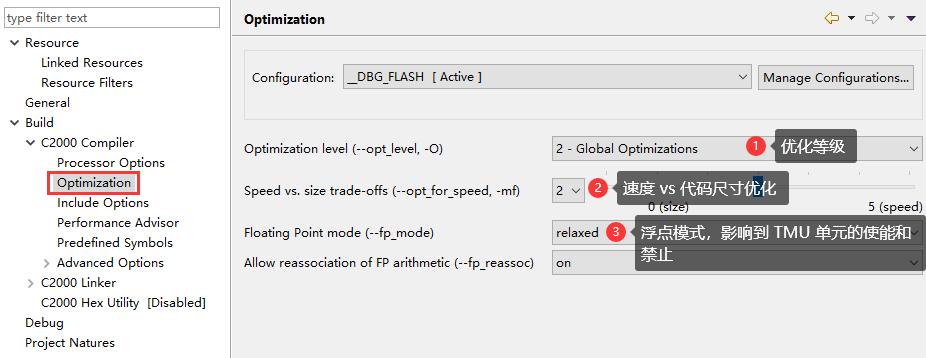 type filter text
Resource
Linked Resources
Resource Filters
General
Build
C2000 Compiler
Processor Options
Optimization
Include Options
Performance Advisor
Predefined Symbols
Advanced Options
C2000 Linker
C2000 Hex Utility [Disabled]
Debug
Project Natures
Optimization
Configuration: __DBG_FLASH [ Active ] Manage Configurations...
Optimization level (--opt_level, -O) 2 - Global Optimizations 1 优化等级
Speed vs. size trade-offs (--opt_for_speed, -mf) 2 2 速度 vs 代码尺寸优化
0 (size) 5 (speed)
Floating Point mode (--fp_mode) relaxed 3 浮点模式，影响到 TMU 单元的使能和
禁止
Allow reassociation of FP arithmetic (--fp_reassoc) on